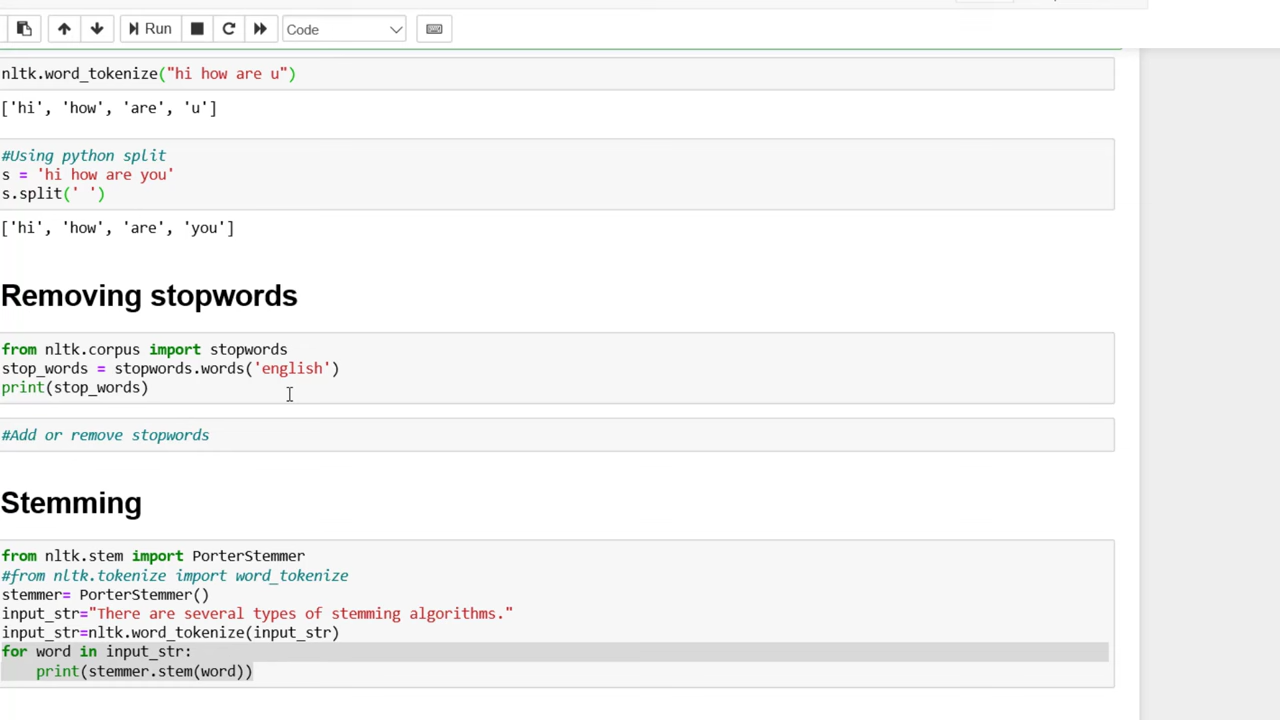 Run
Code
nltk.word_tokenize("hi how are u")
['hi', 'how', 'are', 'u']
#Using python split
s = 'hi how are you'
s.split(' ')
['hi', 'how', 'are', 'you']
Removing stopwords
from nltk.corpus import stopwords
stop_words = stopwords.words('english')
print(stop_words)
#Add or remove stopwords
Stemming
from nltk.stem import PorterStemmer
#from nltk.tokenize import word_tokenize
stemmer= PorterStemmer()
input_str="There are several types of stemming algorithms."
input_str=nltk.word_tokenize(input_str)
for word in input_str:
    print(stemmer.stem(word))